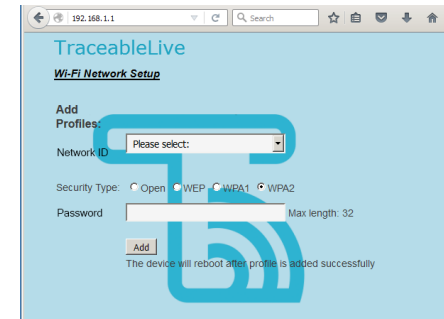 192.168.1.1
Search
TraceableLive
Wi-Fi Network Setup
Add
Profiles:
Network ID
Please select:
Security Type: Open WEP WPA1 WPA2
Password
Max length: 32
Add
The device will reboot after profile is added successfully